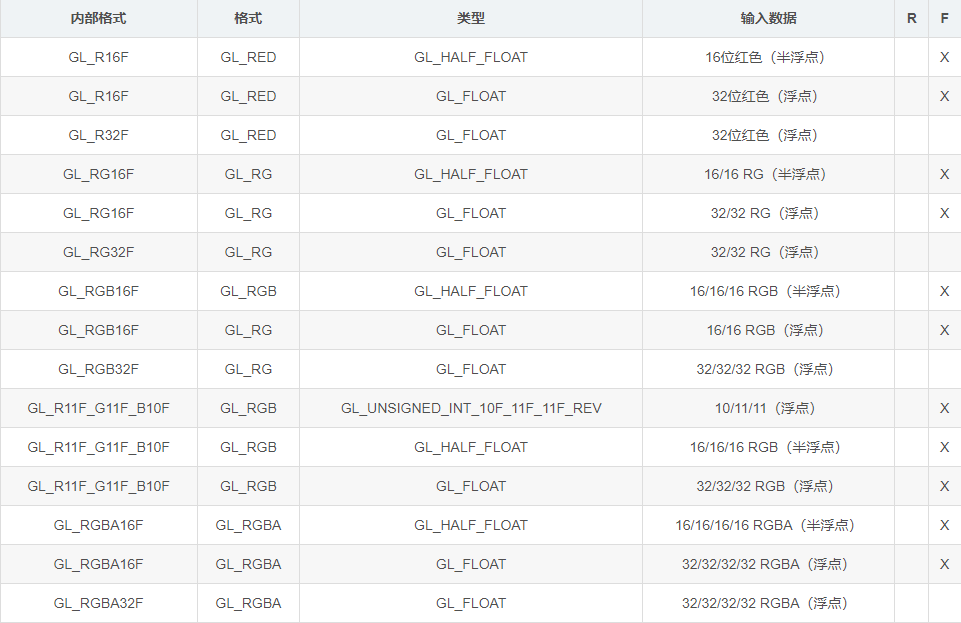 内部格式 格式 类型 输入数据 R F
GL_R16F GL_RED GL_HALF_FLOAT 16位红色（半浮点） X
GL_R16F GL_RED GL_FLOAT 32位红色（浮点） X
GL_R32F GL_RED GL_FLOAT 32位红色（浮点）
GL_RG16F GL_RG GL_HALF_FLOAT 16/16 RG（半浮点） X
GL_RG16F GL_RG GL_FLOAT 32/32 RG（浮点） X
GL_RG32F GL_RG GL_FLOAT 32/32 RG（浮点）
GL_RGB16F GL_RGB GL_HALF_FLOAT 16/16/16 RGB（半浮点） X
GL_RGB16F GL_RG GL_FLOAT 16/16 RGB（浮点） X
GL_RGB32F GL_RG GL_FLOAT 32/32/32 RGB（浮点）
GL_R11F_G11F_B10F GL_RGB GL_UNSIGNED_INT_10F_11F_11F_REV 10/11/11（浮点） X
GL_R11F_G11F_B10F GL_RGB GL_HALF_FLOAT 16/16/16 RGB（半浮点） X
GL_R11F_G11F_B10F GL_RGB GL_FLOAT 32/32/32 RGB（浮点） X
GL_RGBA16F GL_RGBA GL_HALF_FLOAT 16/16/16/16 RGBA（半浮点） X
GL_RGBA16F GL_RGBA GL_FLOAT 32/32/32/32 RGBA（浮点） X
GL_RGBA32F GL_RGBA GL_FLOAT 32/32/32/32 RGBA（浮点）